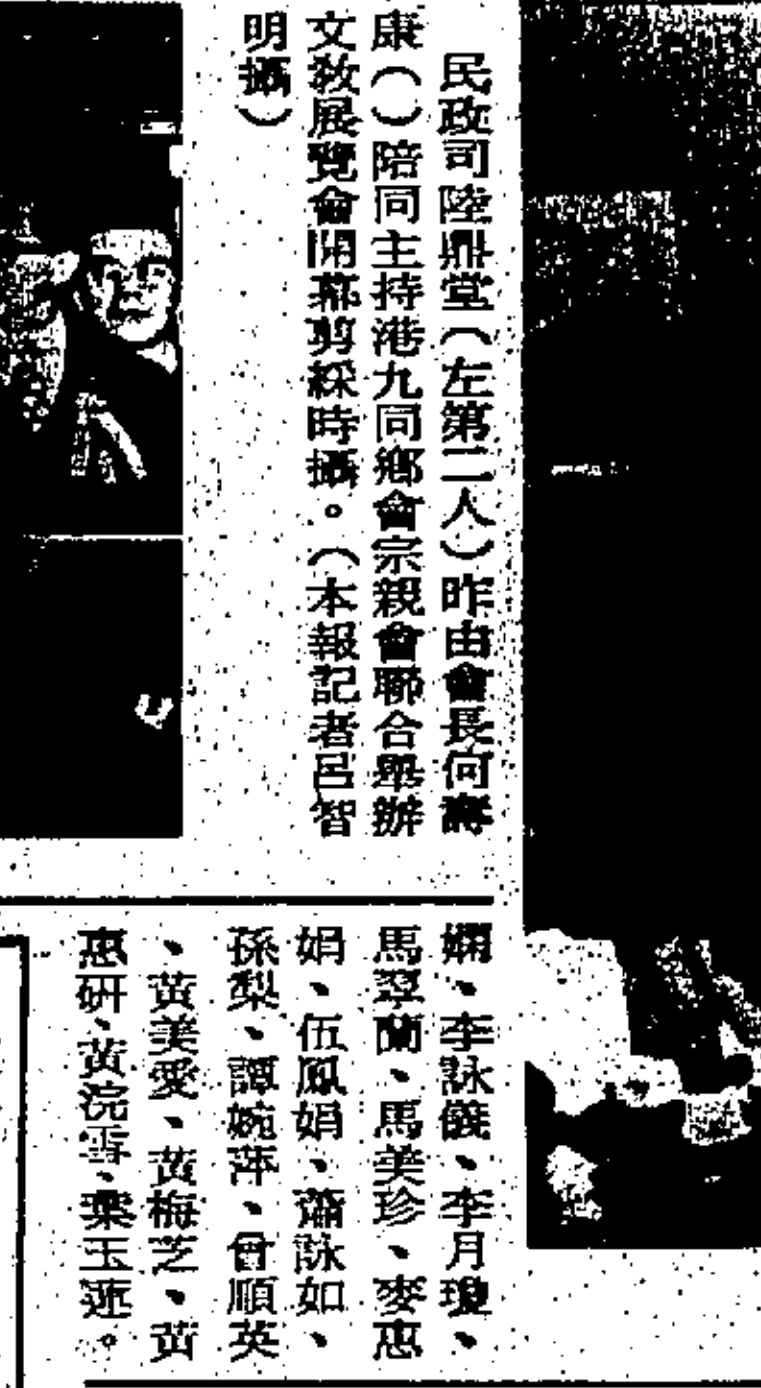 民政司陸鼎堂（左第二人）昨由會長何壽
康（）陪同主持港九同鄉會宗親會聯合舉辦
文教展覽會開幕剪綵時攝。（本報記者呂智
明攝）
嫻、李詠儀、李月瓊、
馬翠蘭、馬美珍、麥惠
娟、伍鳳娟、蕭詠如、
孫梨、譚婉萍、曾順英
、黃美愛、黃梅芝、黃
惠研、黃浣雪、葉玉蓮。